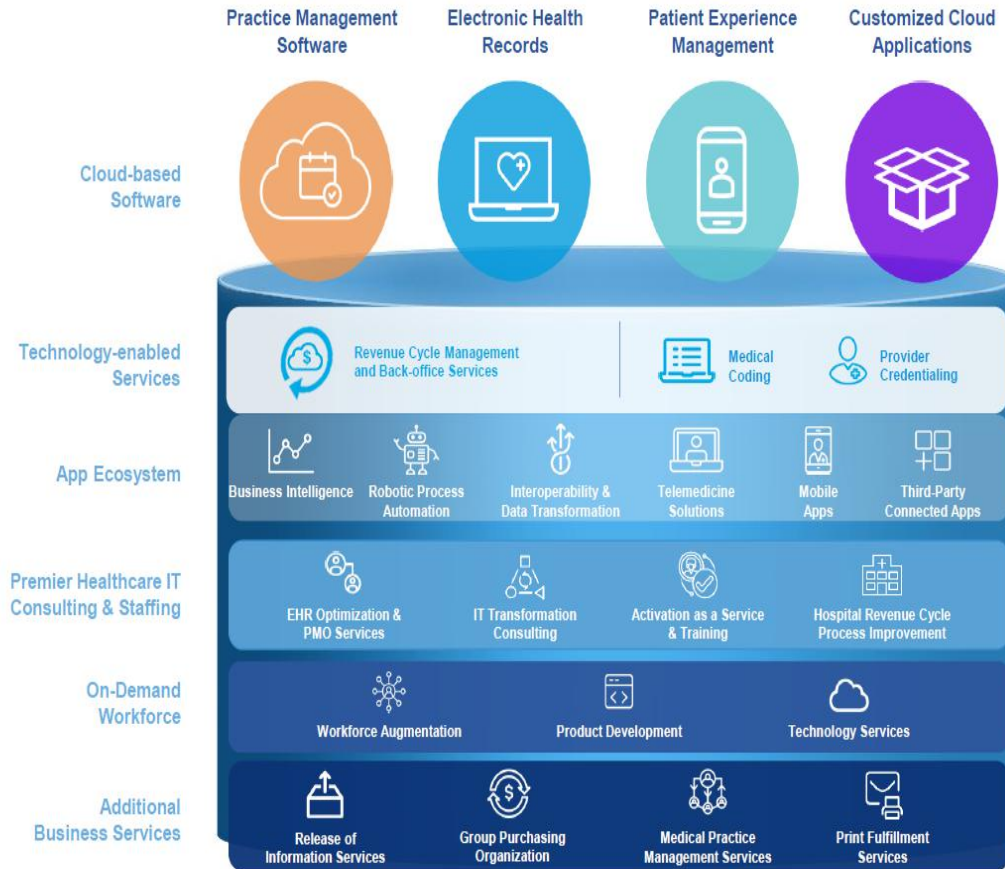 Practice Management
Software
Electronic Health
Records
Patient Experience
Management
Customized Cloud
Applications
Cloud-based
Software
Technology-enabled
Services
$
Revenue Cycle Management
and Back-office Services
Medical
Coding
Provider
Credentialing
App Ecosystem
Business Intelligence
Robotic Process
Automation
Interoperability &
Data Transformation
Telemedicine
Solutions
Mobile
Apps
Third-Party
Connected Apps
Premier Healthcare IT
Consulting & Staffing
EHR Optimization &
PMO Services
IT Transformation
Consulting
Activation as a Service
& Training
Hospital Revenue Cycle
Process Improvement
On-Demand
Workforce
Workforce Augmentation
Product Development
Technology Services
Additional
Business Services
Release of
Information Services
$
Group Purchasing
Organization
Medical Practice
Management Services
Print Fulfillment
Services